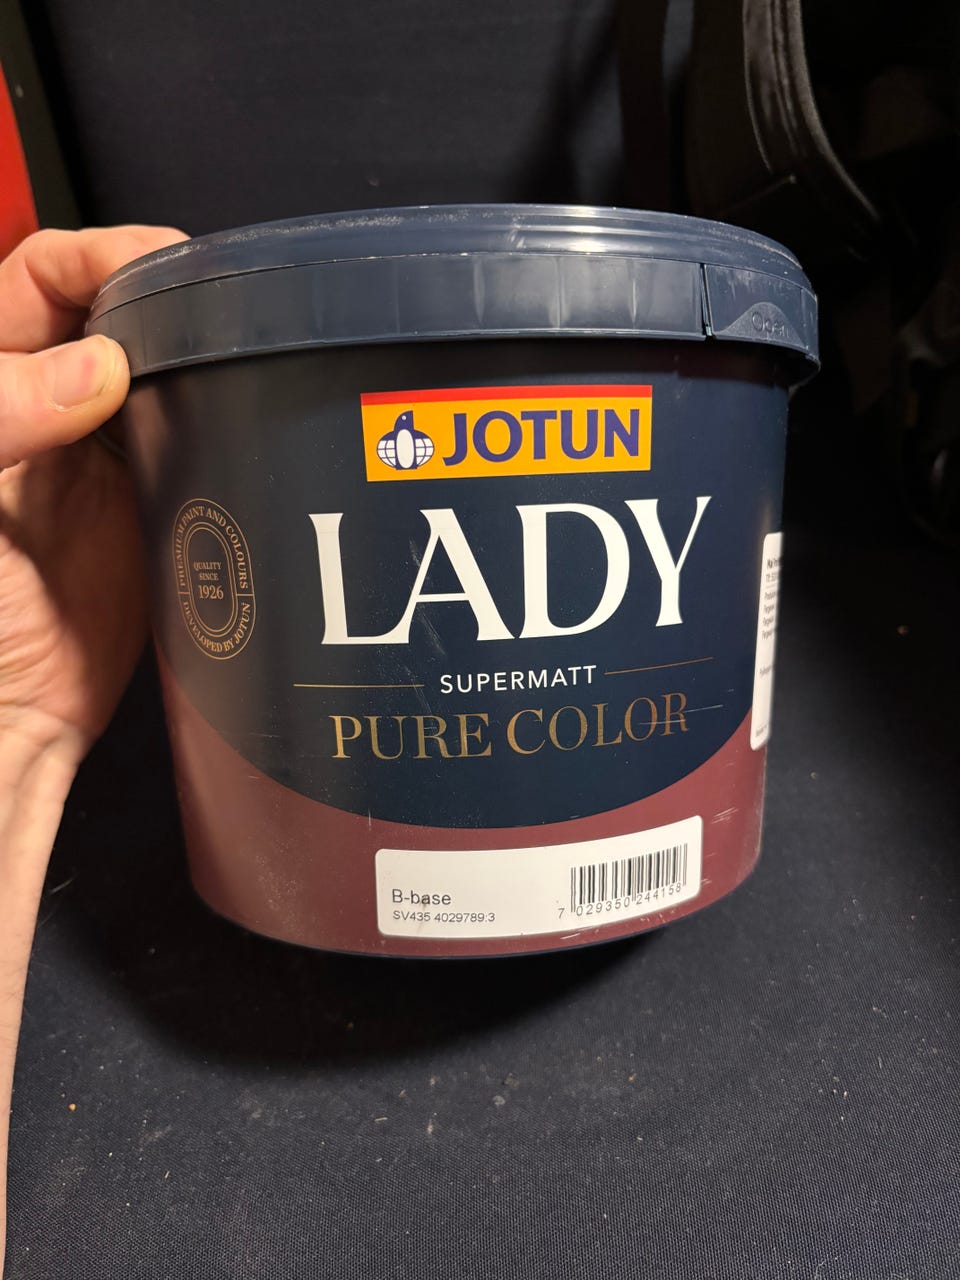 Open
JOTUN
LADY
SUPERMATT
PURE COLOR
PREMIUM PAINT AND COLOURS
QUALITY
SINCE
1926
DEVELOPED BY JOTUN
B-base
SV435 4029789:3
7 029350 244158